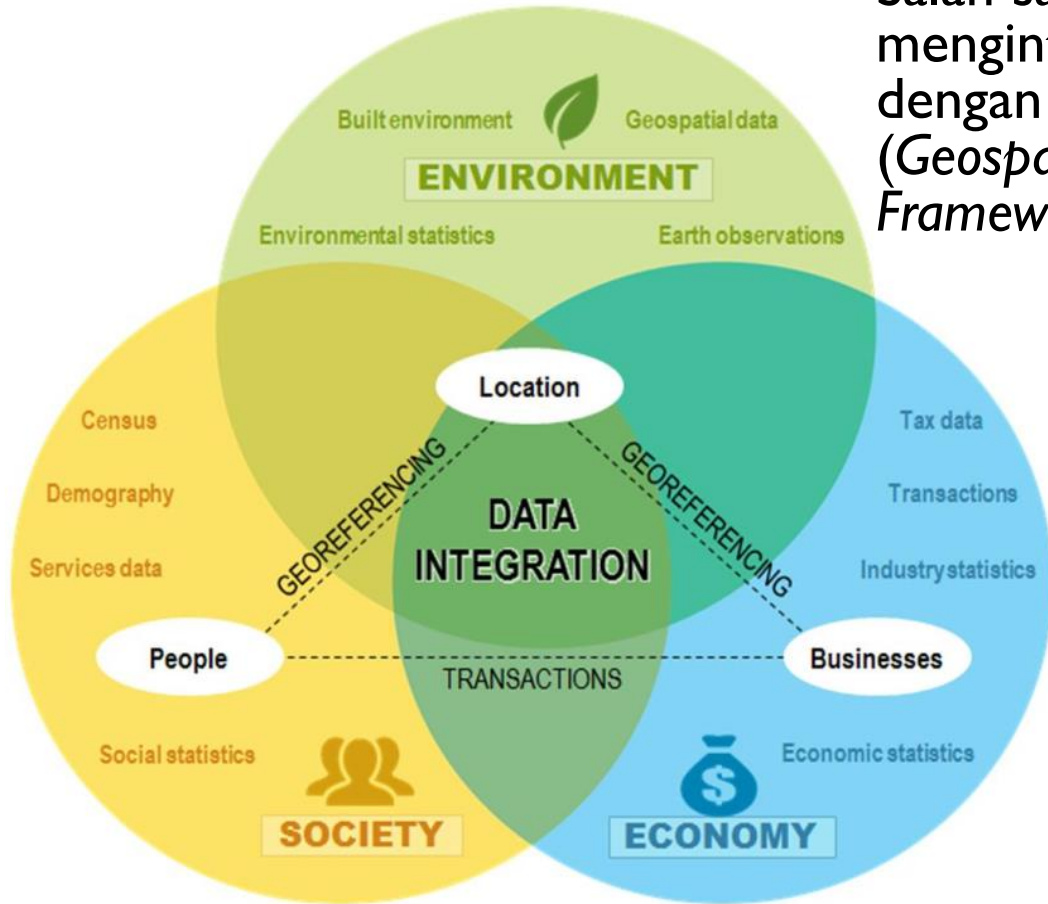 mengin
dengan
(Geospa
Framew
Built environment
Geospatial data
ENVIRONMENT
Environmental statistics
Earth observations
Location
Census
Demography
Services data
GEOREFERENCING
GEOREFERENCING
DATA
INTEGRATION
Tax data
Transactions
Industry statistics
People
Businesses
TRANSACTIONS
Social statistics
Economic statistics
$
SOCIETY
ECONOMY